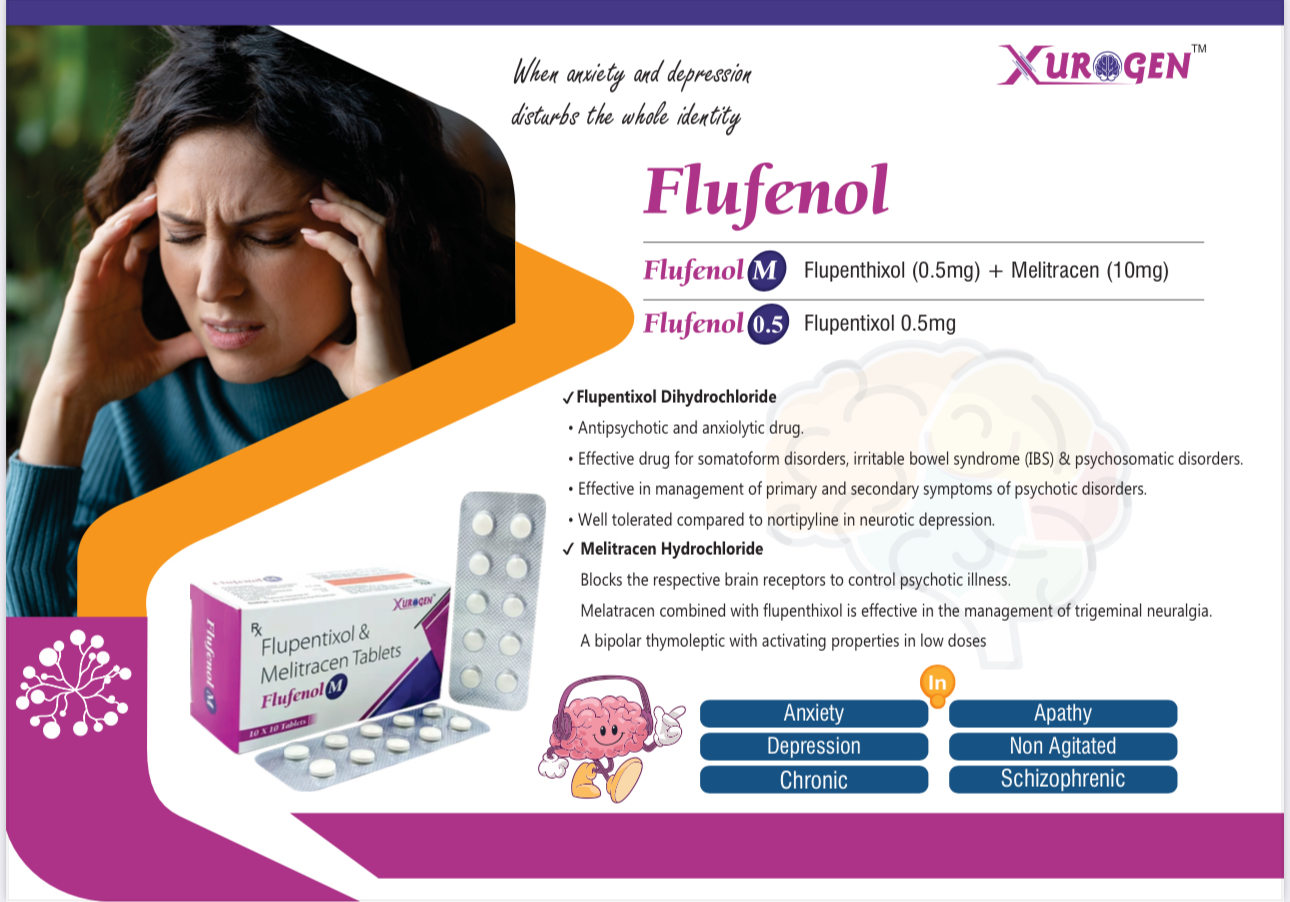 When anxiety and depression
disturbs the whole identity
XUROGEN™
Flufenol
Flufenol M Flupenthixol (0.5mg) + Melitracen (10mg)
Flufenol 0.5 Flupentixol 0.5mg
✓ Flupentixol Dihydrochloride
• Antipsychotic and anxiolytic drug.
• Effective drug for somatoform disorders, irritable bowel syndrome (IBS) & psychosomatic disorders.
• Effective in management of primary and secondary symptoms of psychotic disorders.
• Well tolerated compared to nortipyline in neurotic depression.
✓ Melitracen Hydrochloride
Blocks the respective brain receptors to control psychotic illness.
Melatracen combined with flupenthixol is effective in the management of trigeminal neuralgia.
A bipolar thymoleptic with activating properties in low doses
XUROGEN
Rx
Flupentixol &
Melitracen Tablets
Flufenol M
10 X 10 Tablets
Flufenol M
In
Anxiety Apathy
Depression Non Agitated
Chronic Schizophrenic